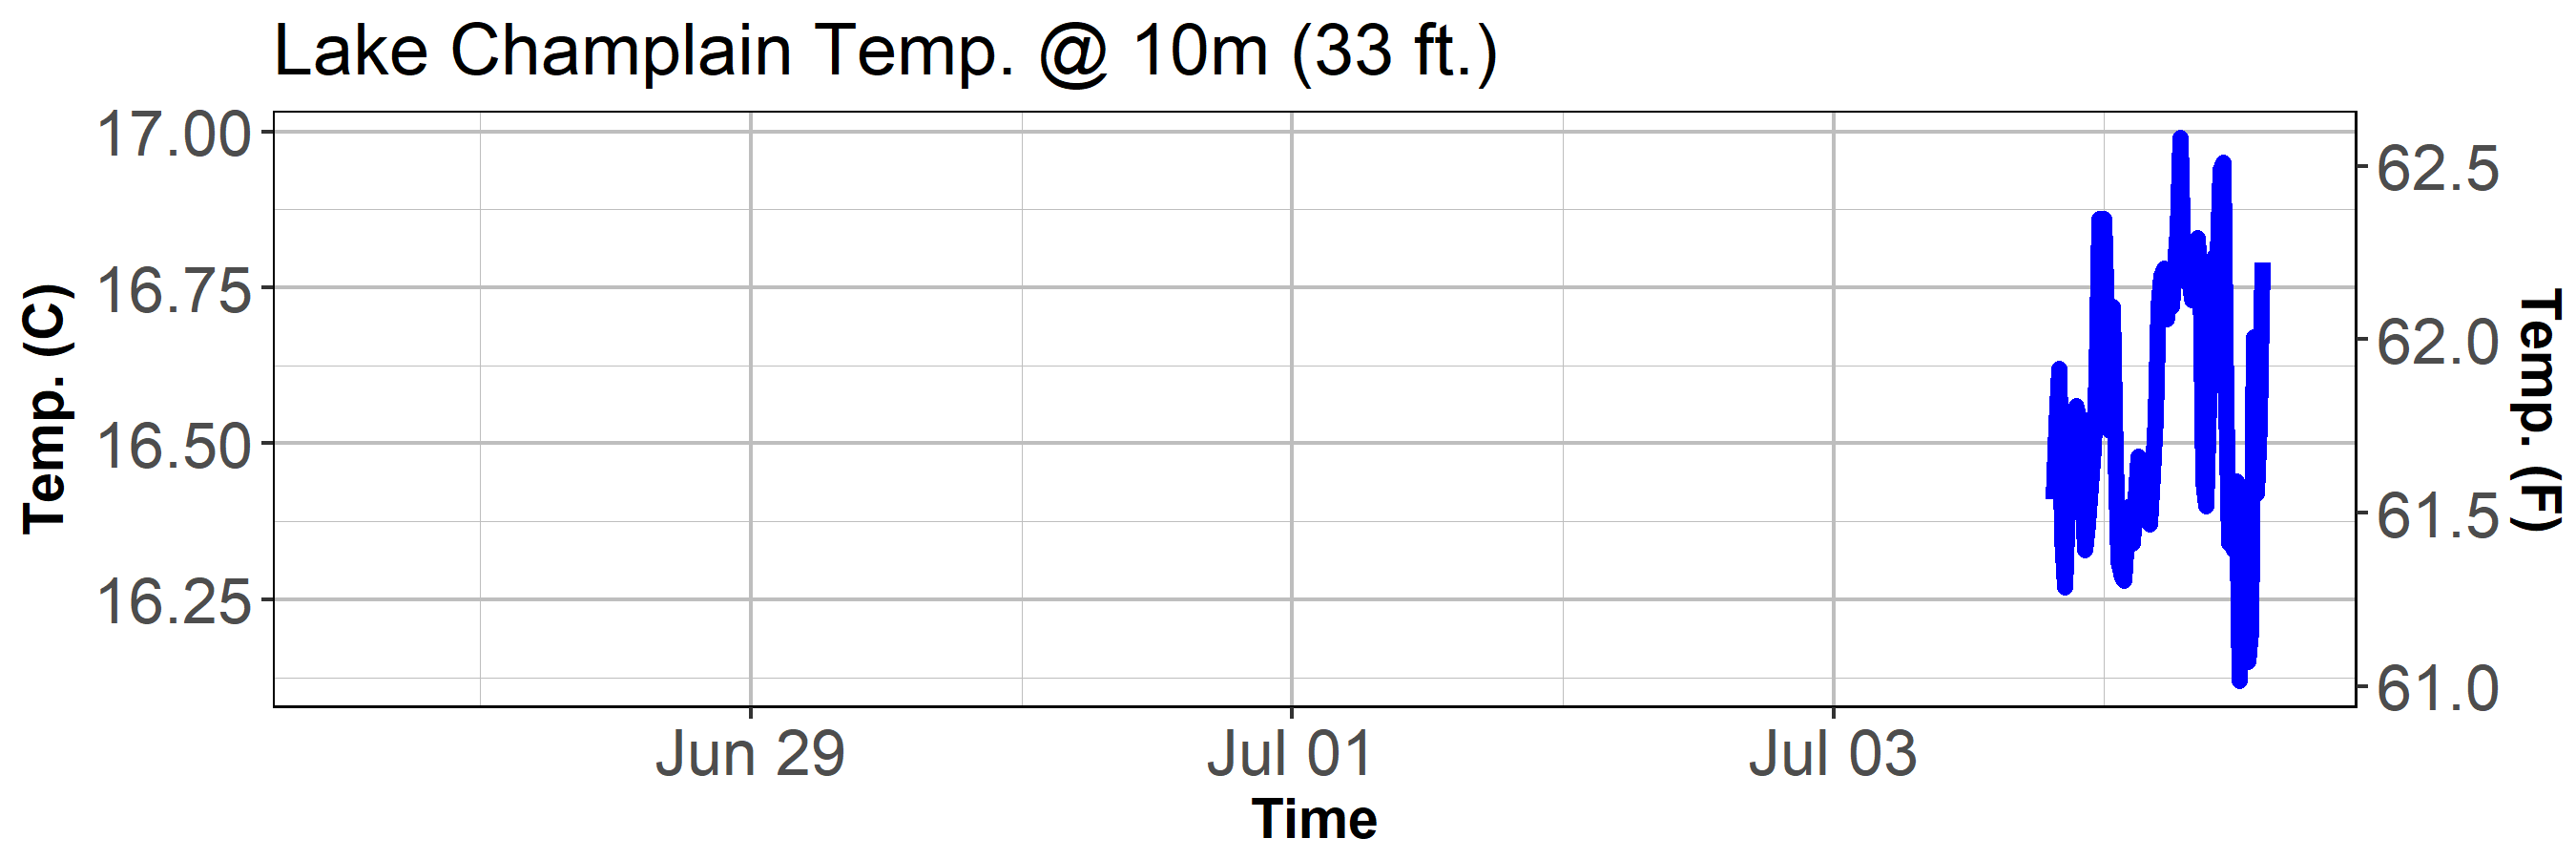 Lake Champlain Temp. @ 10m (33 ft.)
17.00
16.75
16.50
16.25
Temp. (C)
62.5
62.0
61.5
61.0
Temp. (F)
Jun 29 Jul 01 Jul 03
Time